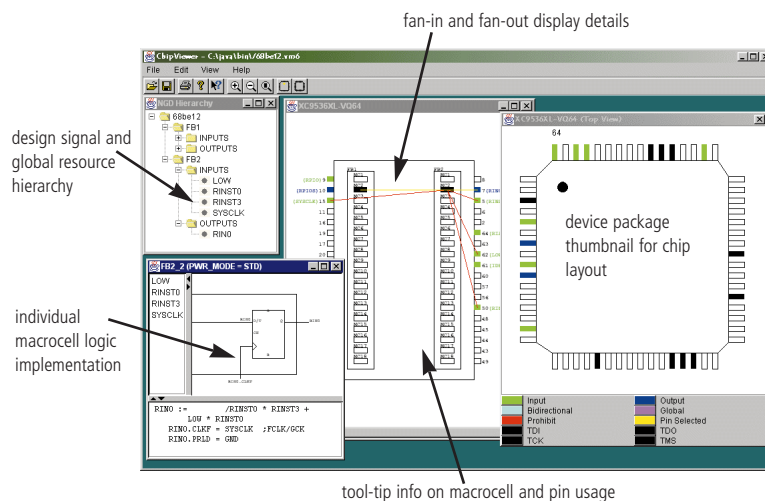 fan-in and fan-out display details
ChipViewer - C:\java\bin\/68be12.vm6
File Edit View Help
NGD Hierarchy
68be12
FB1
INPUTS
OUTPUTS
FB2
INPUTS
LOW
RINST0
RINST3
SYSCLK
OUTPUTS
RIN0
design signal and
global resource
hierarchy
XC9536XL-VQ64
FB1
FB2
XC9536XL-VQ64 (Top View)
64
device package
thumbnail for chip
layout
FB2_2 (PWR_MODE = STD)
LOW
RINST0
RINST3
SYSCLK
individual
macrocell logic
implementation
RIN0 := /RINST0 * RINST3 +
LOW * RINST0
RIN0.CLKF = SYSCLK ;FCLK/GCK
RIN0.PRLD = GND
Input Output
Bidirectional Global
Prohibit Pin Selected
TDI TDO
TCK TMS
tool-tip info on macrocell and pin usage